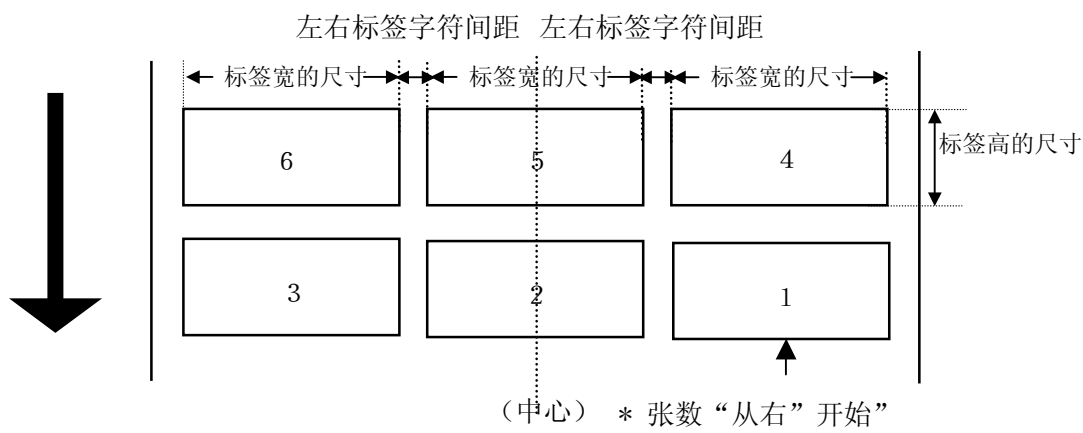 左右标签字符间距 左右标签字符间距
标签宽的尺寸 标签宽的尺寸 标签宽的尺寸
标签高的尺寸
6 5 4
3 2 1
（中心） * 张数“从右”开始”